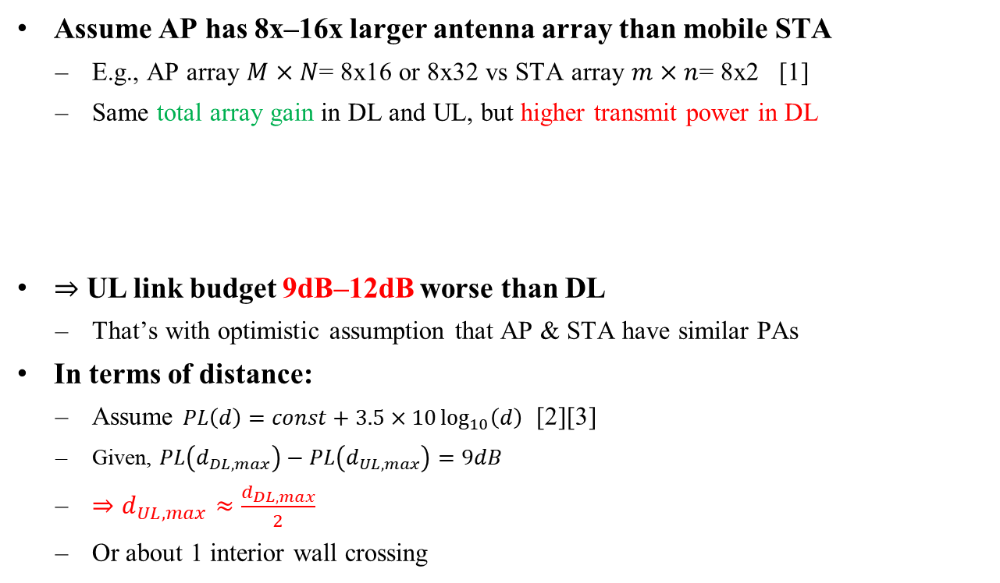 • Assume AP has 8x–16x larger antenna array than mobile STA
– E.g., AP array 𝑀 × 𝑁= 8x16 or 8x32 vs STA array 𝑚 × 𝑛= 8x2 [1]
– Same total array gain in DL and UL, but higher transmit power in DL
• ⇒ UL link budget 9dB–12dB worse than DL
– That’s with optimistic assumption that AP & STA have similar PAs
• In terms of distance:
– Assume $PL(d) = const + 3.5 \times 10 \log_{10}(d)$ [2][3]
– Given, $PL(d_{DL,max}) - PL(d_{UL,max}) = 9dB$
– $\Rightarrow d_{UL,max} \approx \frac{d_{DL,max}}{2}$
– Or about 1 interior wall crossing